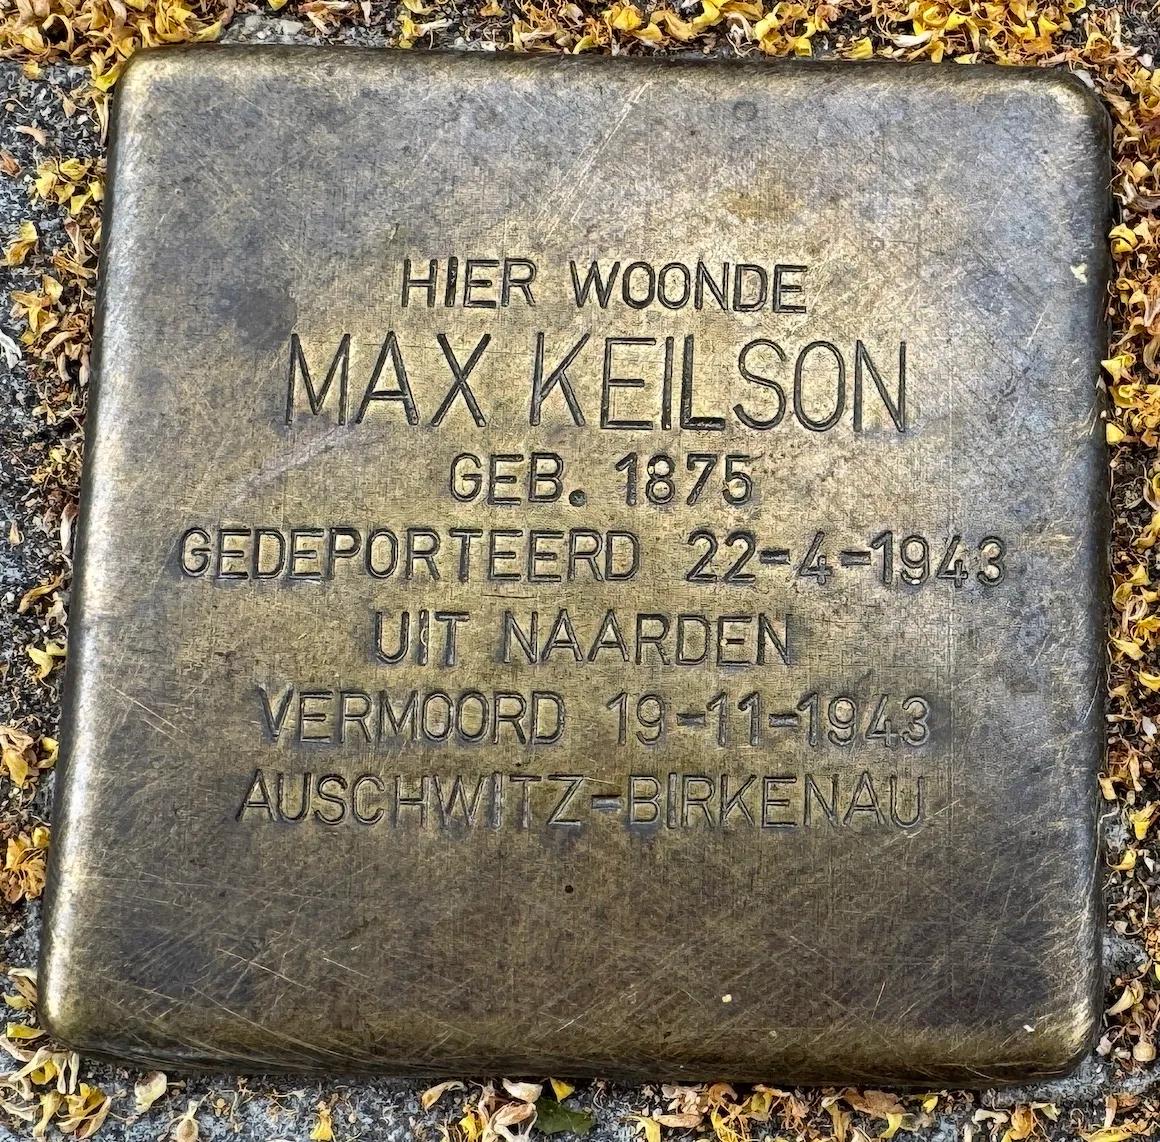 HIER WOONDE
MAX KEILSON
GEB. 1875
GEDEPORTEERD 22-4-1943
UIT NAARDEN
VERMOORD 19-11-1943
AUSCHWITZ-BIRKENAU